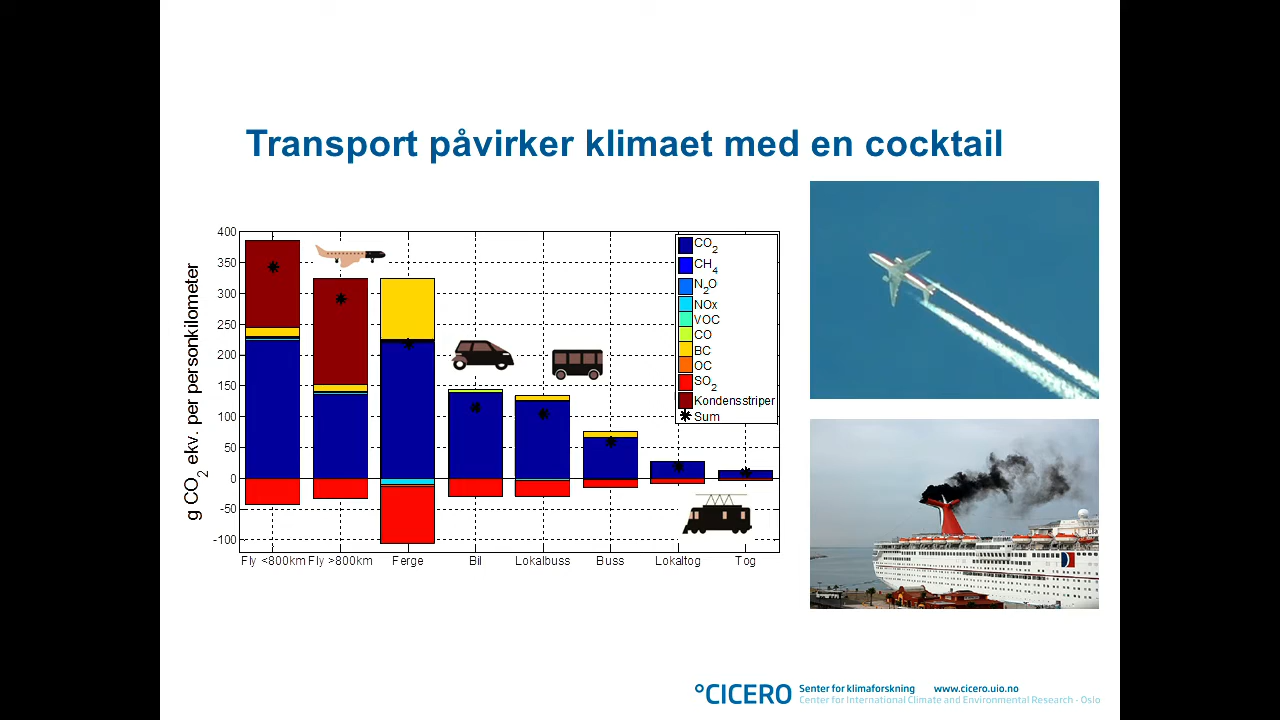 Transport påvirker klimaet med en cocktail
g CO2 ekv. per personkilometer
400
350
300
250
200
150
100
50
0
-50
-100
Fly <800km
Fly >800km
Ferge
Bil
Lokalbuss
Buss
Lokaltog
Tog
CO2
CH4
N2O
NOx
VOC
CO
BC
OC
SO2
Kondensstriper
Sum
°CICERO
Senter for klimaforskning www.cicero.uio.no
Center for International Climate and Environmental Research - Oslo